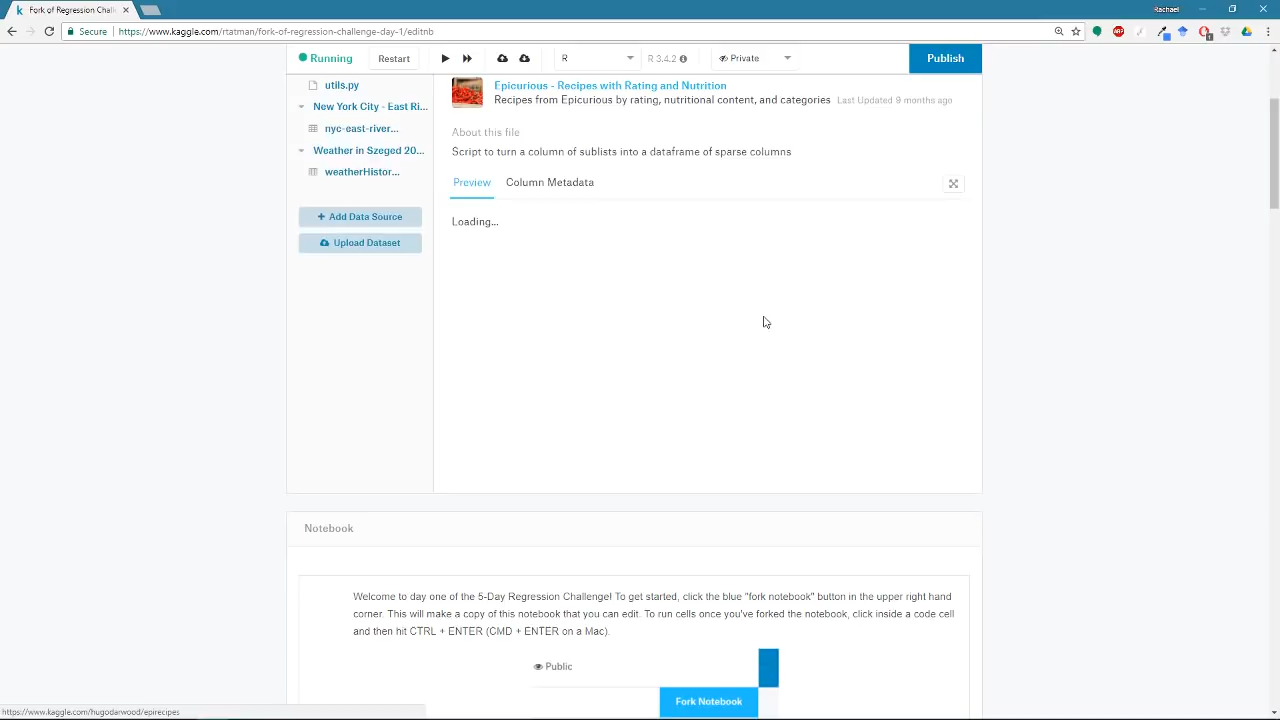 Fork of Regression Chall
Rachael
Secure
https://www.kaggle.com/rtatman/fork-of-regression-challenge-day-1/editnb
Running
Restart
R
R 3.4.2
Private
Publish
utils.py
New York City - East Ri...
nyc-east-river...
Weather in Szeged 20...
weatherHistor...
+ Add Data Source
Upload Dataset
Epicurious - Recipes with Rating and Nutrition
Recipes from Epicurious by rating, nutritional content, and categories Last Updated 9 months ago
About this file
Script to turn a column of sublists into a dataframe of sparse columns
Preview
Column Metadata
Loading...
Notebook
Welcome to day one of the 5-Day Regression Challenge! To get started, click the blue "fork notebook" button in the upper right hand
corner. This will make a copy of this notebook that you can edit. To run cells once you've forked the notebook, click inside a code cell
and then hit CTRL + ENTER (CMD + ENTER on a Mac).
Public
Fork Notebook
https://www.kaggle.com/hugodarwood/epirecipes